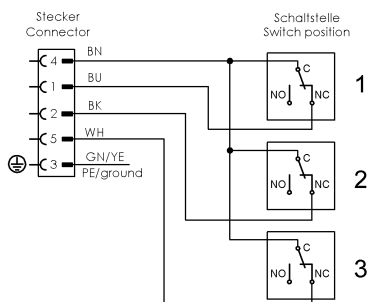 Stecker
Connector
Schaltstelle
Switch position
4 BN
1 BU
2 BK
5 WH
3 GN/YE
PE/ground
C
NO NC
1
C
NO NC
2
C
NO NC
3